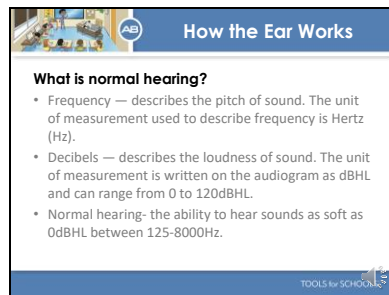 AB
How the Ear Works
What is normal hearing?
• Frequency — describes the pitch of sound. The unit
of measurement used to describe frequency is Hertz
(Hz).
• Decibels — describes the loudness of sound. The unit
of measurement is written on the audiogram as dBHL
and can range from 0 to 120dBHL.
• Normal hearing- the ability to hear sounds as soft as
0dBHL between 125-8000Hz.
TOOLS for SCHOOLS